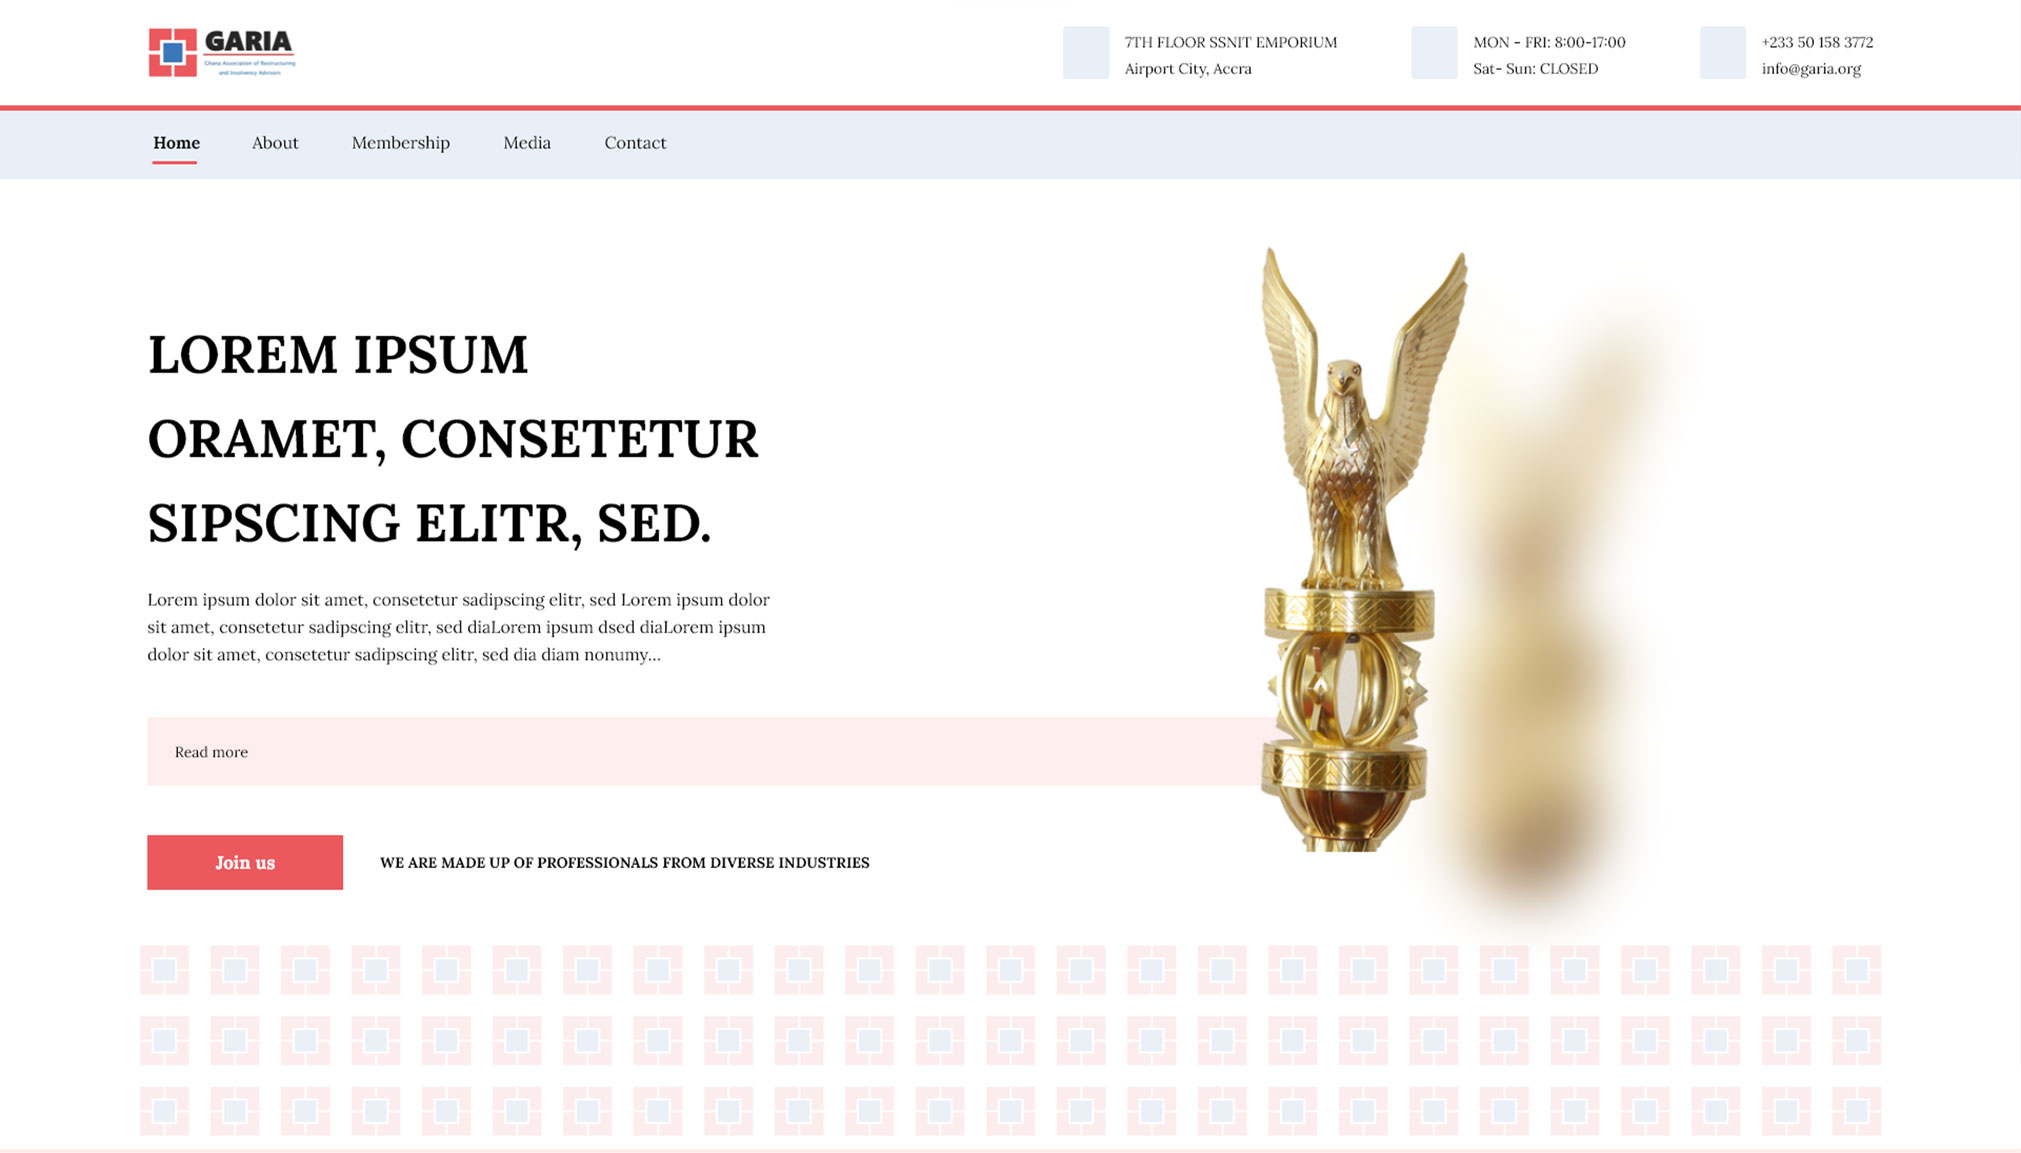 GARIA
Ghana Association of Restructuring
and Insolvency Advisors
7TH FLOOR SSNIT EMPORIUM
Airport City, Accra
MON - FRI: 8:00-17:00
Sat- Sun: CLOSED
+233 50 158 3772
info@garia.org
Home
About
Membership
Media
Contact
LOREM IPSUM
ORAMET, CONSETETUR
SIPSCING ELITR, SED.
Lorem ipsum dolor sit amet, consetetur sadipscing elitr, sed Lorem ipsum dolor
sit amet, consetetur sadipscing elitr, sed diaLorem ipsum dsed diaLorem ipsum
dolor sit amet, consetetur sadipscing elitr, sed dia diam nonumy...
Read more
Join us
WE ARE MADE UP OF PROFESSIONALS FROM DIVERSE INDUSTRIES